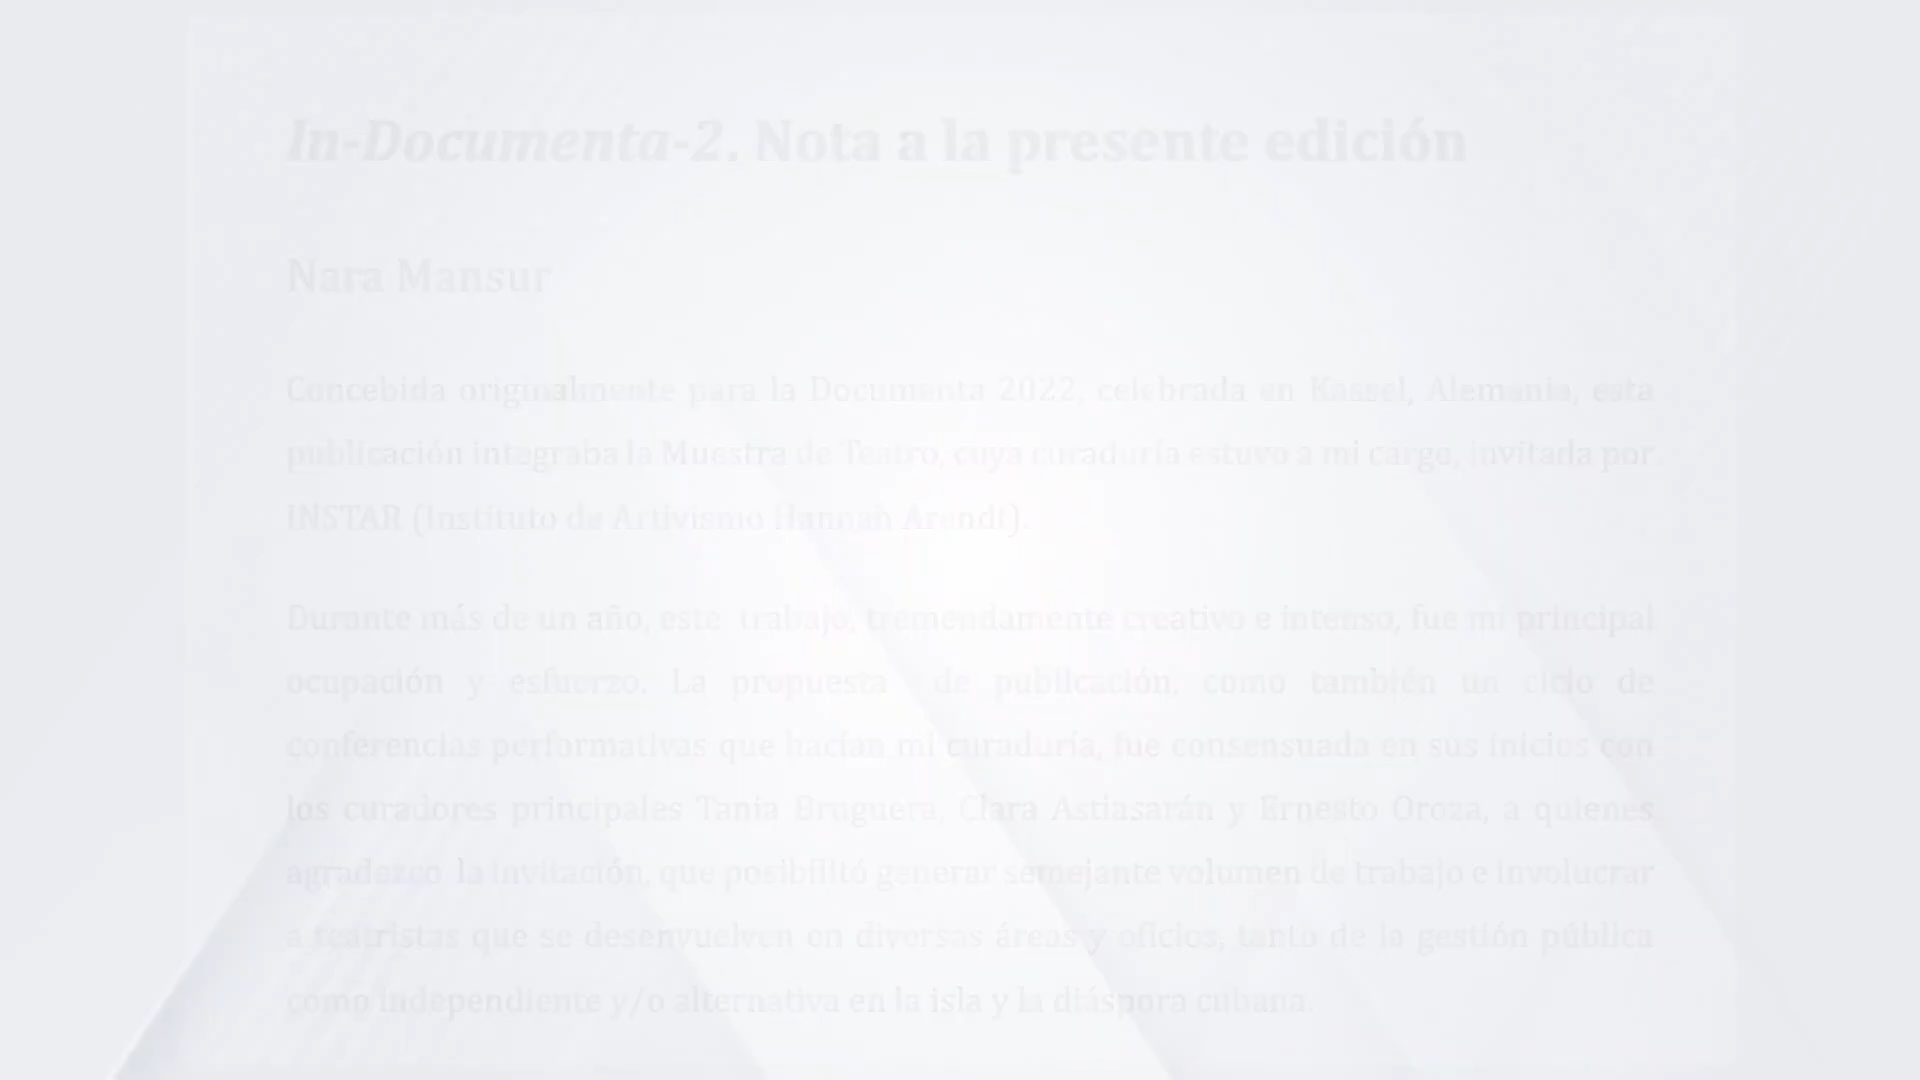 In-Documenta-2. Nota a la presente edición
Nara Mansur
Concebida originalmente para la Documenta 2022, celebrada en Kassel, Alemania, esta
publicación integraba la Muestra de Teatro, cuya curaduría estuvo a mi cargo, invitada por
INSTAR (Instituto de Artivismo Hannah Arendt).
Durante más de un año, este trabajo, tremendamente creativo e intenso, fue mi principal
ocupación y esfuerzo. La propuesta de publicación, como también un ciclo de
conferencias performativas que hacían mi curaduría, fue consensuada en sus inicios con
los curadores principales Tania Bruguera, Clara Astiasarán y Ernesto Oroza, a quienes
agradezco la invitación, que posibilitó generar semejante volumen de trabajo e involucrar
a teatristas que se desenvuelven en diversas áreas y oficios, tanto de la gestión pública
como independiente y/o alternativa en la isla y la diáspora cubana.